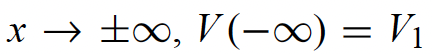 x → ±∞, V(−∞) = V₁